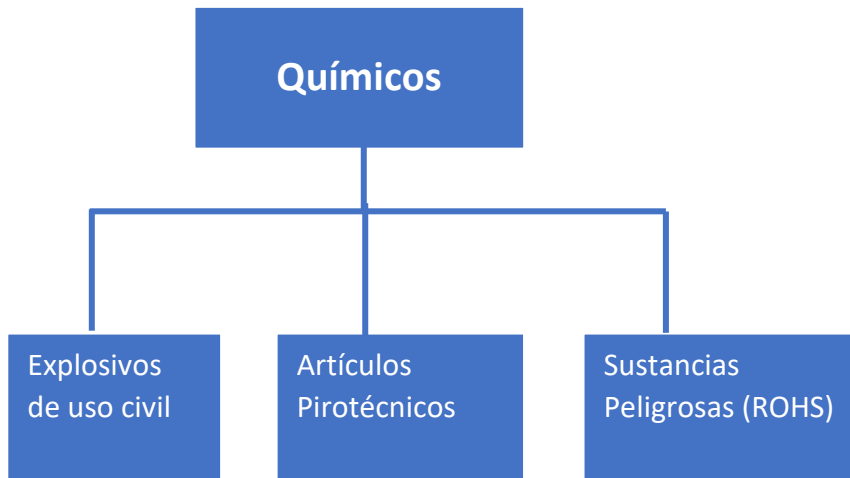 Químicos
Explosivos
de uso civil
Artículos
Pirotécnicos
Sustancias
Peligrosas (ROHS)